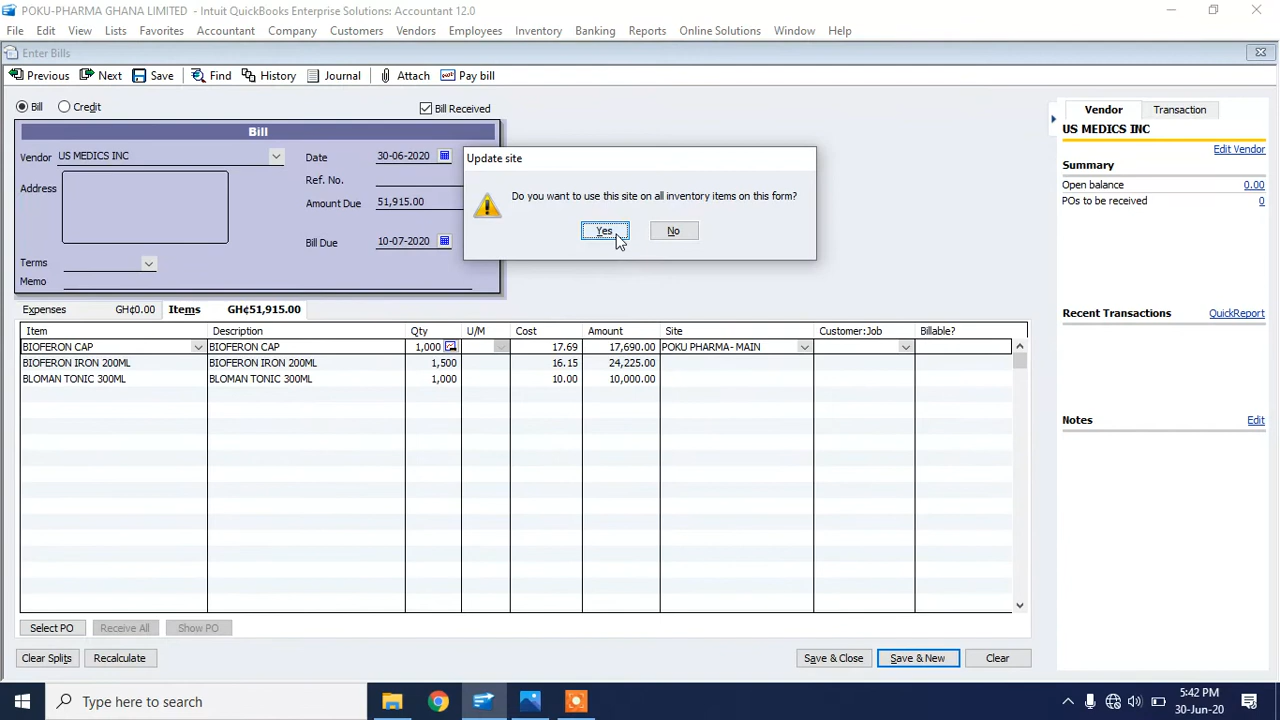 POKU-PHARMA GHANA LIMITED - Intuit QuickBooks Enterprise Solutions: Accountant 12.0
File Edit View Lists Favorites Accountant Company Customers Vendors Employees Inventory Banking Reports Online Solutions Window Help
Enter Bills
Previous Next Save Find History Journal Attach Pay bill
Bill Credit Bill Received
Bill
Vendor US MEDICS INC Date 30-06-2020
Ref. No.
Address Amount Due 51,915.00
Bill Due 10-07-2020
Terms
Memo
Update site
Do you want to use this site on all inventory items on this form?
Yes No
Vendor Transaction
US MEDICS INC
Edit Vendor
Summary
Open balance 0.00
POs to be received 0
Recent Transactions QuickReport
Notes Edit
Expenses GH¢0.00 Items GH¢51,915.00
Item Description Qty U/M Cost Amount Site Customer:Job Billable?
BIOFERON CAP BIOFERON CAP 1,000 17.69 17,690.00 POKU PHARMA- MAIN
BIOFERON IRON 200ML BIOFERON IRON 200ML 1,500 16.15 24,225.00
BLOMAN TONIC 300ML BLOMAN TONIC 300ML 1,000 10.00 10,000.00
Select PO Receive All Show PO
Clear Splits Recalculate Save & Close Save & New Clear
Type here to search
5:42 PM
30-Jun-20